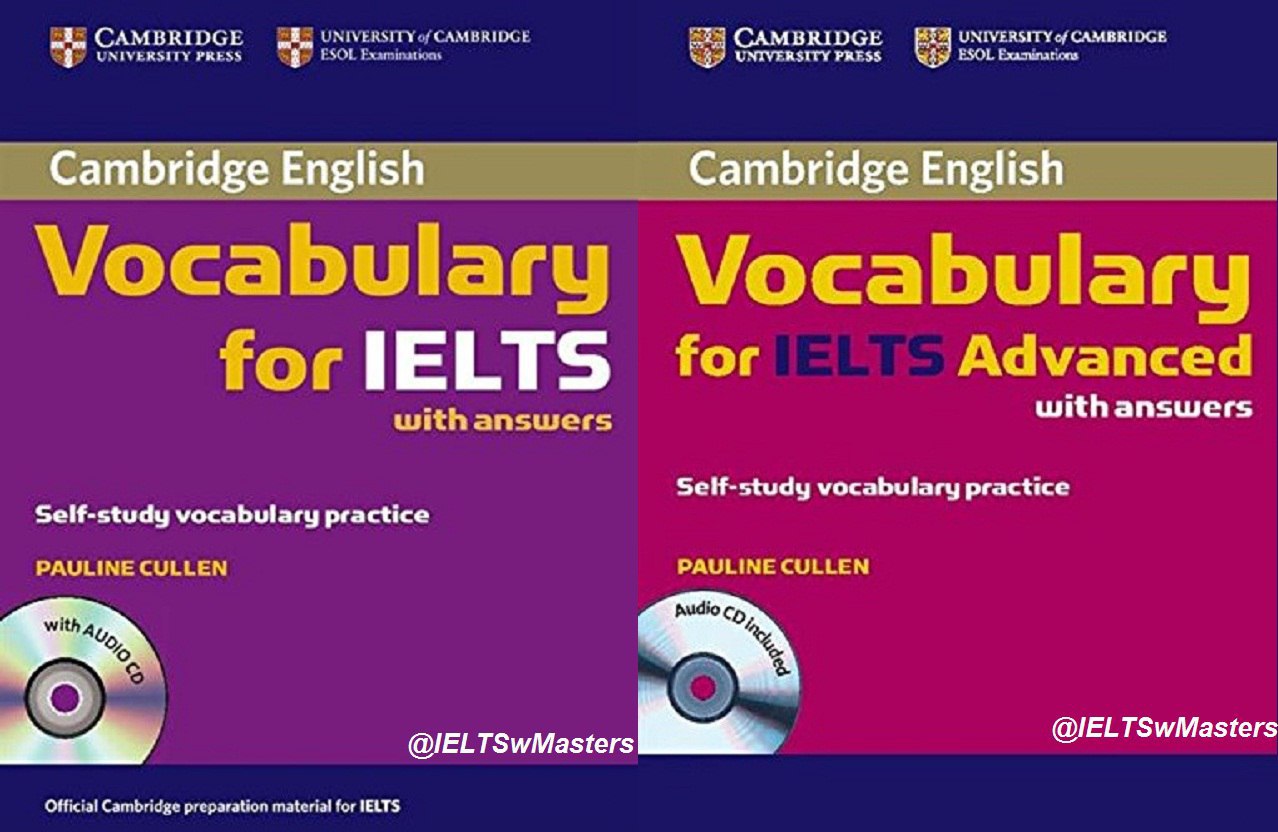 CAMBRIDGE
UNIVERSITY PRESS
UNIVERSITY of CAMBRIDGE
ESOL Examinations
Cambridge English
Vocabulary
for IELTS
with answers
Self-study vocabulary practice
PAULINE CULLEN
with AUDIO CD
@IELTSwMasters
Official Cambridge preparation material for IELTS
CAMBRIDGE
UNIVERSITY PRESS
UNIVERSITY of CAMBRIDGE
ESOL Examinations
Cambridge English
Vocabulary
for IELTS Advanced
with answers
Self-study vocabulary practice
PAULINE CULLEN
Audio CD included
@IELTSwMasters